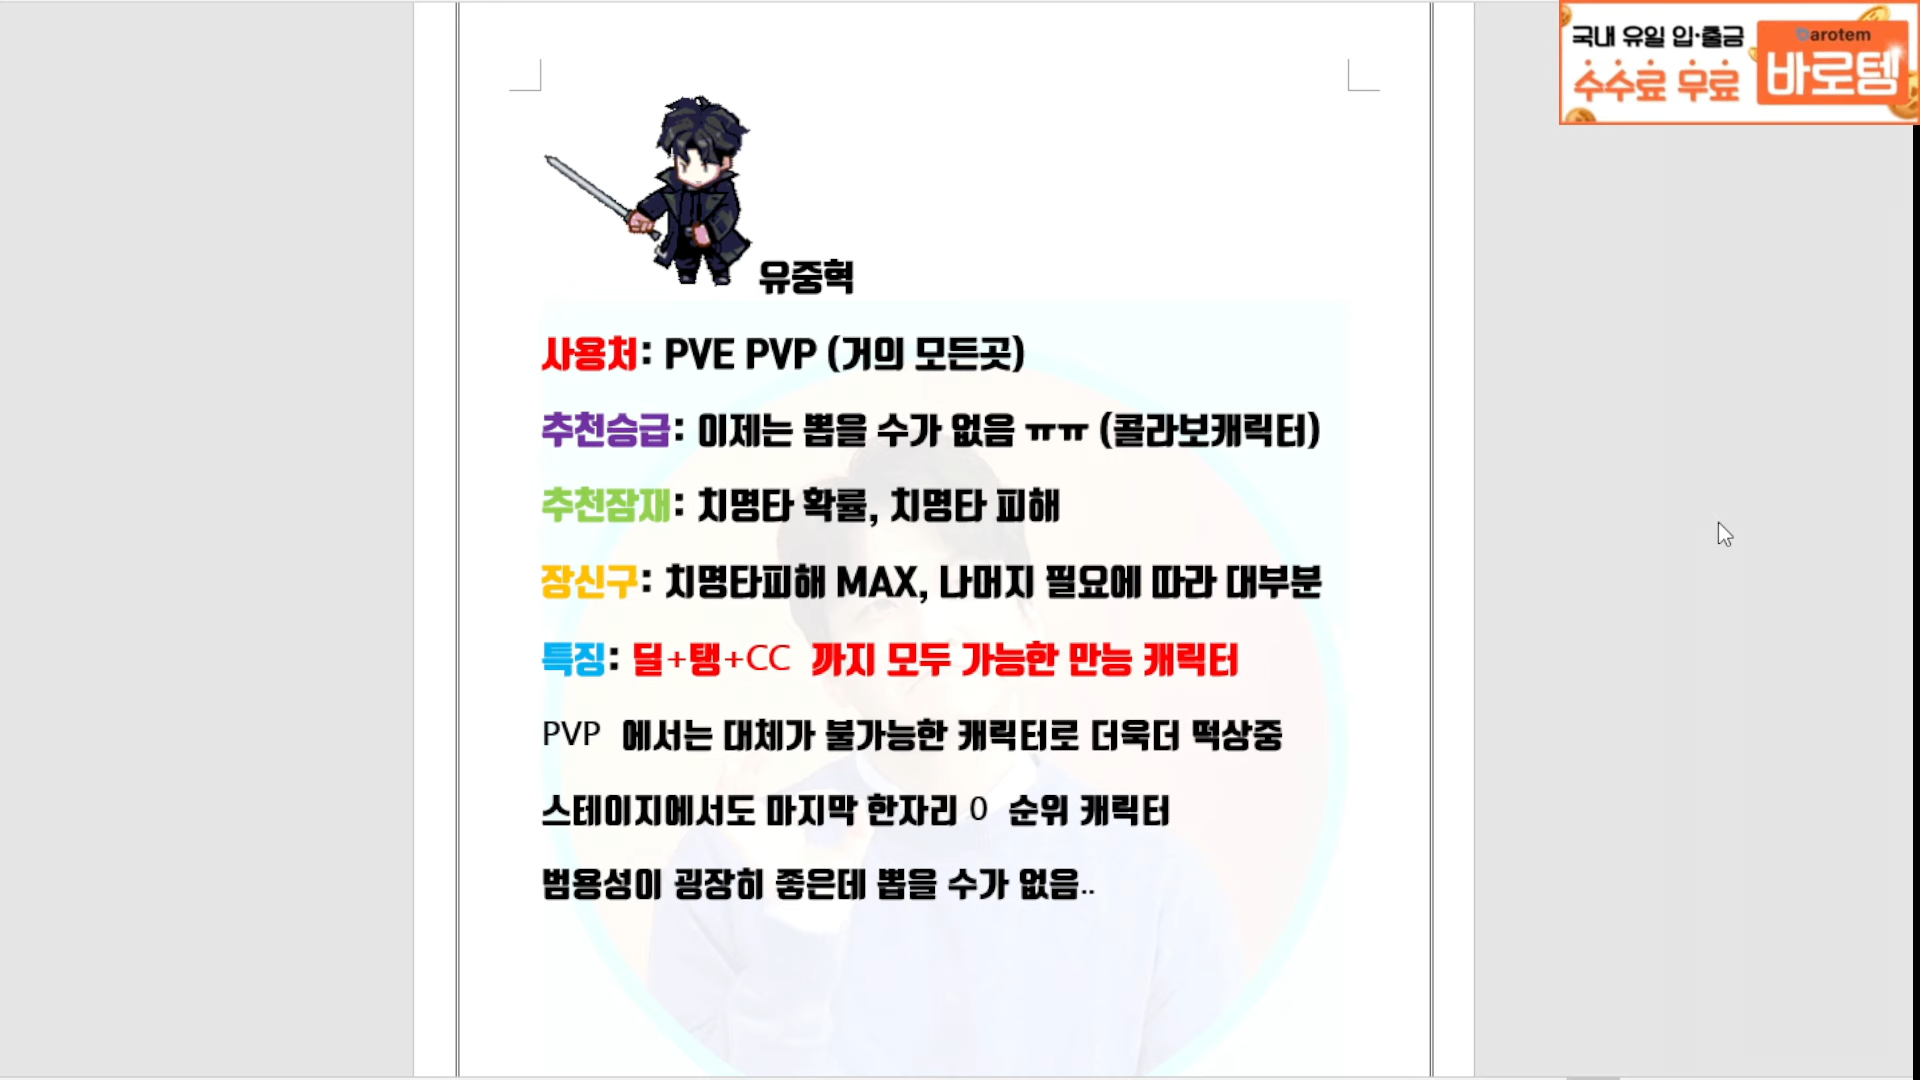 국내 유일 입·출금
수수료 무료
Barotem
바로템
유중혁
사용처: PVE PVP (거의 모든곳)
추천승급: 이제는 뽑을 수가 없음 ㅠㅠ (콜라보캐릭터)
추천잠재: 치명타 확률, 치명타 피해
장신구: 치명타피해 MAX, 나머지 필요에 따라 대부분
특징: 딜+탱+CC 까지 모두 가능한 만능 캐릭터
PVP 에서는 대체가 불가능한 캐릭터로 더욱더 떡상중
스테이지에서도 마지막 한자리 0 순위 캐릭터
범용성이 굉장히 좋은데 뽑을 수가 없음..